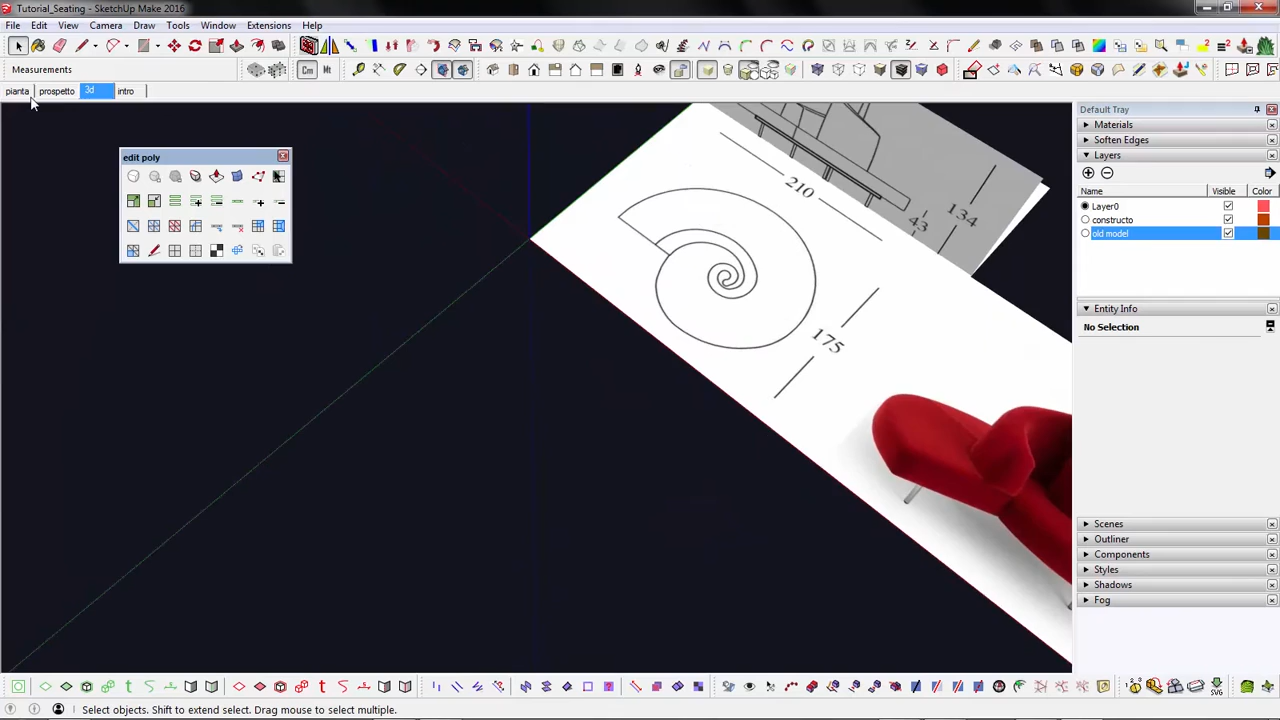 Tutorial_Seating - SketchUp Make 2016
File Edit View Camera Draw Tools Window Extensions Help
Measurements
Cm Mt
pianta prospetto 3d intro
edit poly
210
43
134
175
Default Tray
Materials
Soften Edges
Layers
Name Visible Color
Layer0
constructo
old model
Entity Info
No Selection
Scenes
Outliner
Components
Styles
Shadows
Fog
SVG
Select objects. Shift to extend select. Drag mouse to select multiple.